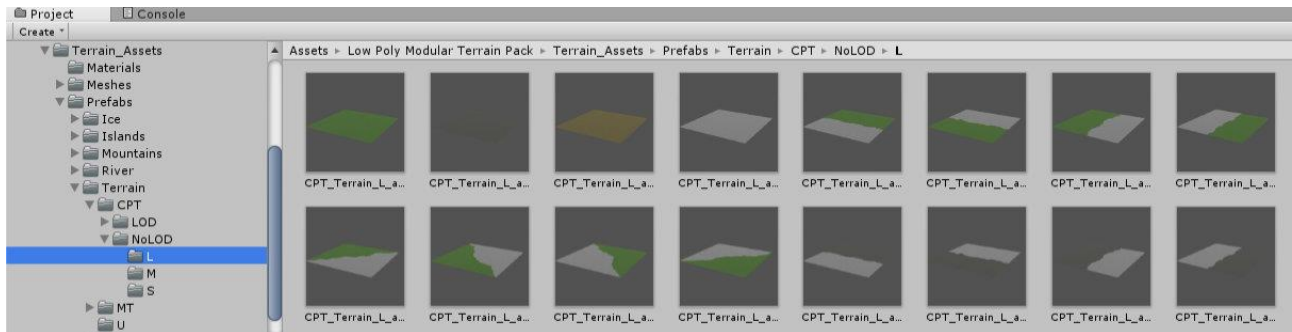 Project Console
Create
Terrain_Assets
Materials
Meshes
Prefabs
Ice
Islands
Mountains
River
Terrain
CPT
LOD
NoLOD
L
M
S
MT
U
Assets ▸ Low Poly Modular Terrain Pack ▸ Terrain_Assets ▸ Prefabs ▸ Terrain ▸ CPT ▸ NoLOD ▸ L
CPT_Terrain_L_a... CPT_Terrain_L_a... CPT_Terrain_L_a... CPT_Terrain_L_a... CPT_Terrain_L_a... CPT_Terrain_L_a... CPT_Terrain_L_a... CPT_Terrain_L_a...
CPT_Terrain_L_a... CPT_Terrain_L_a... CPT_Terrain_L_a... CPT_Terrain_L_a... CPT_Terrain_L_a... CPT_Terrain_L_a... CPT_Terrain_L_a... CPT_Terrain_L_a...